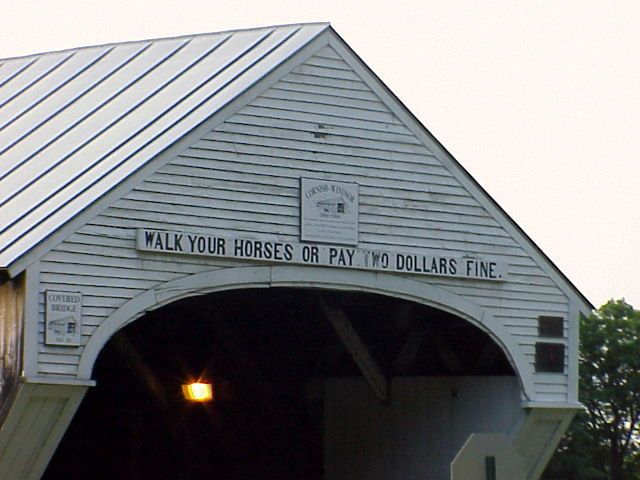 CORNISH-WINDSOR
WALK YOUR HORSES OR PAY TWO DOLLARS FINE.
COVERED
BRIDGE